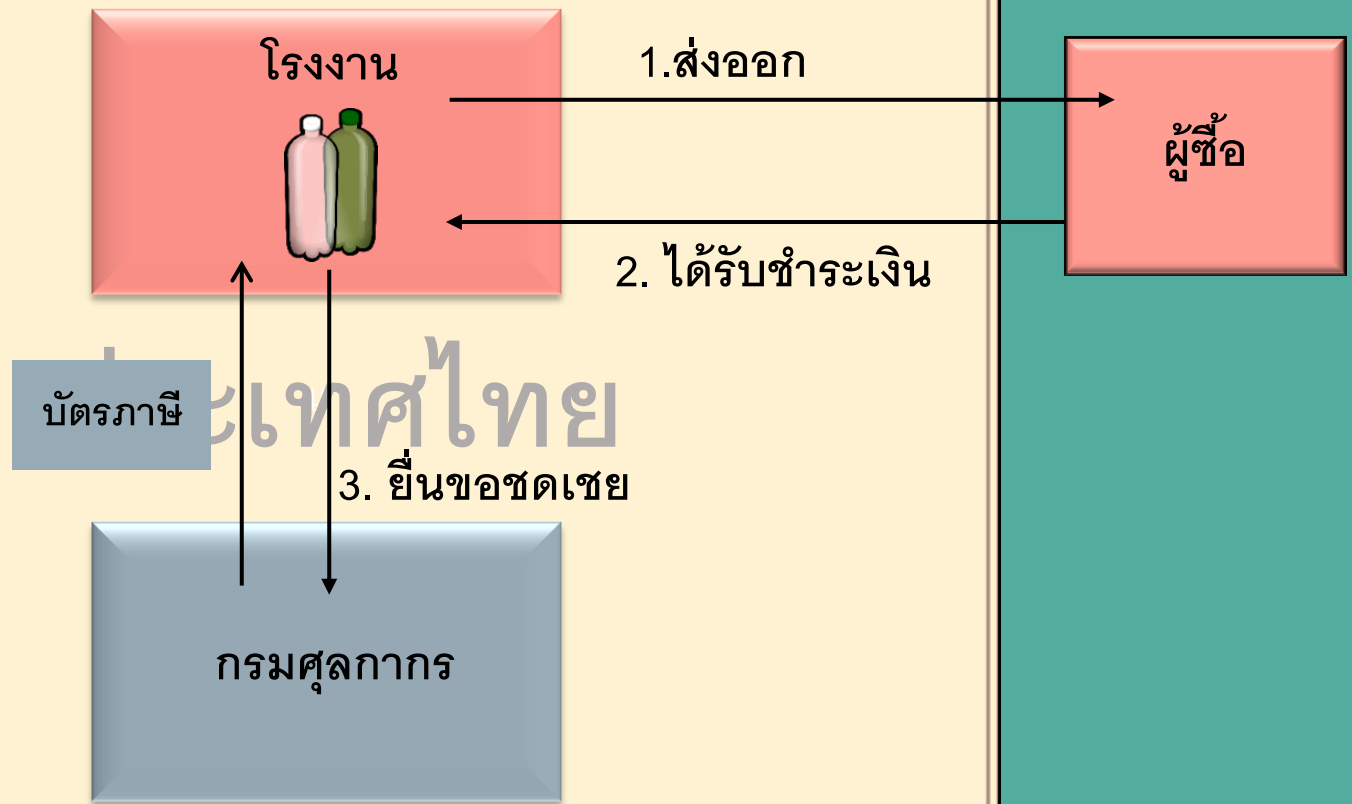 โรงงาน
1.ส่งออก
ผู้ซื้อ
2. ได้รับชำระเงิน
ประเทศไทย
บัตรภาษี
3. ยื่นขอชดเชย
กรมศุลกากร